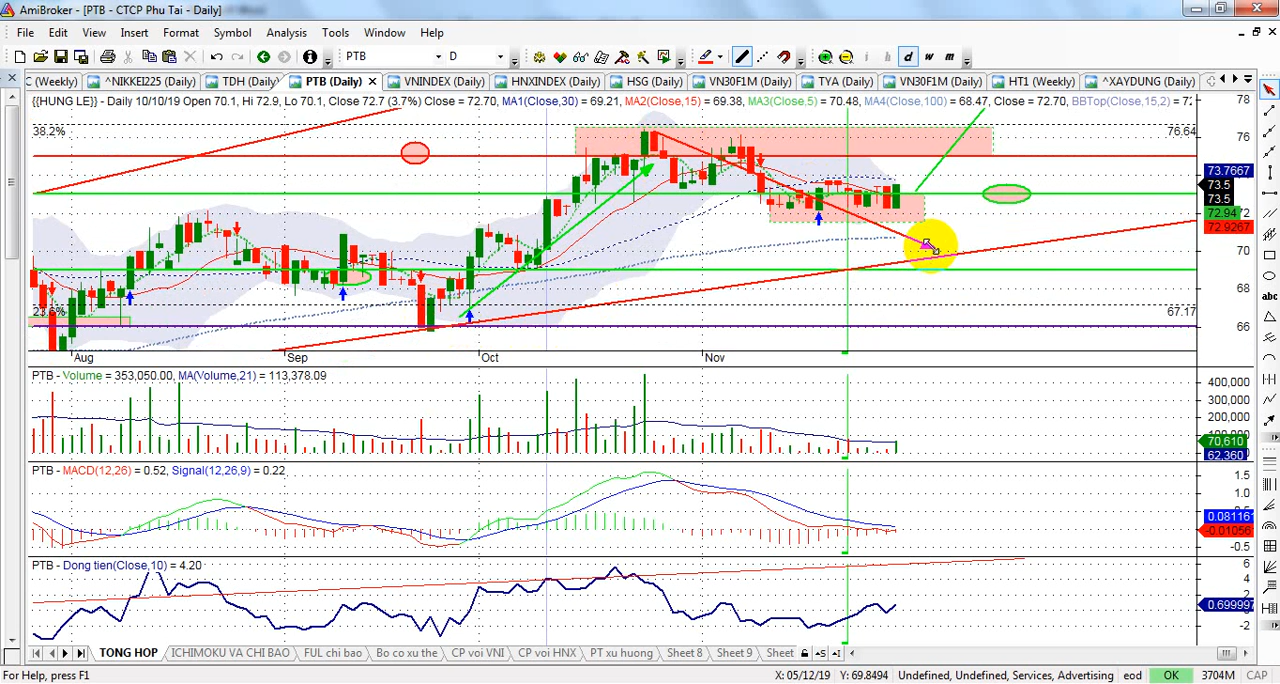 AmiBroker - [PTB - CTCP Phu Tai - Daily]
File Edit View Insert Format Symbol Analysis Tools Window Help
PTB D i h d w m
C (Weekly) ^NIKKE225 (Daily) TDH (Daily) PTB (Daily) VNINDEX (Daily) HNXINDEX (Daily) HSG (Daily) VN30F1M (Daily) TYA (Daily) VN30F1M (Daily) HT1 (Weekly) ^XAYDUNG (Daily)
{{HUNG LE}} - Daily 10/10/19 Open 70.1, Hi 72.9, Lo 70.1, Close 72.7 (3.7%) Close = 72.70, MA1(Close,30) = 69.21, MA2(Close,15) = 69.38, MA3(Close,5) = 70.48, MA4(Close,100) = 68.47, Close = 72.70, BBTop(Close,15,2) = 7
78
38.2%
76.64
76
73.7667
73.5
73.5
72.94
72
72.9267
70
68
23.6%
67.17
66
Aug Sep Oct Nov
PTB - Volume = 353,050.00, MA(Volume,21) = 113,378.09
400,000
300,000
200,000
70,610
62,360
PTB - MACD(12,26) = 0.52, Signal(12,26,9) = 0.22
1.5
1.0
0.081161
-0.01056
-0.5
PTB - Dong tien(Close,10) = 4.20
6
4
2
0.699997
-2
TONG HOP ICHIMOKU VA CHI BAO FUL chi bao Bo co xu the CP voi VNI CP voi HNX PT xu huong Sheet 8 Sheet 9 Sheet
abc
For Help, press F1 X: 05/12/19 Y: 69.8494 Undefined, Undefined, Services, Advertising eod OK 3704M CAP